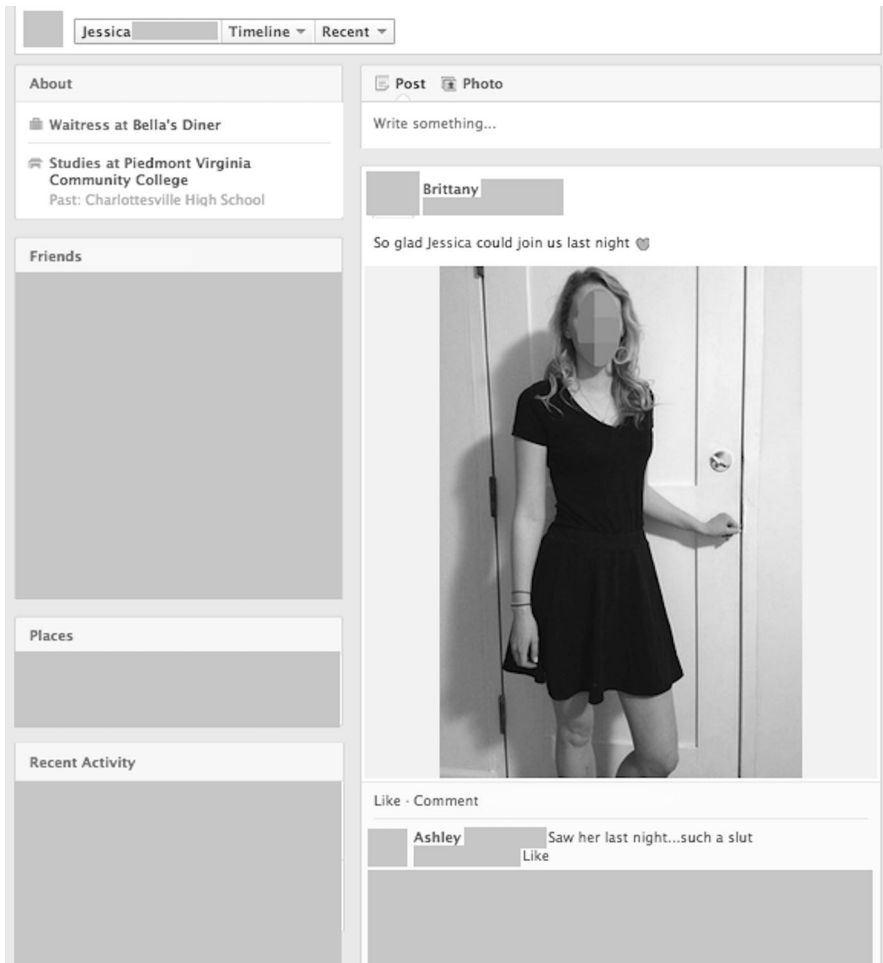 Jessica Timeline Recent
About
Waitress at Bella's Diner
Studies at Piedmont Virginia
Community College
Past: Charlottesville High School
Friends
Places
Recent Activity
Post Photo
Write something...
Brittany
So glad Jessica could join us last night
Like · Comment
Ashley Saw her last night...such a slut
Like